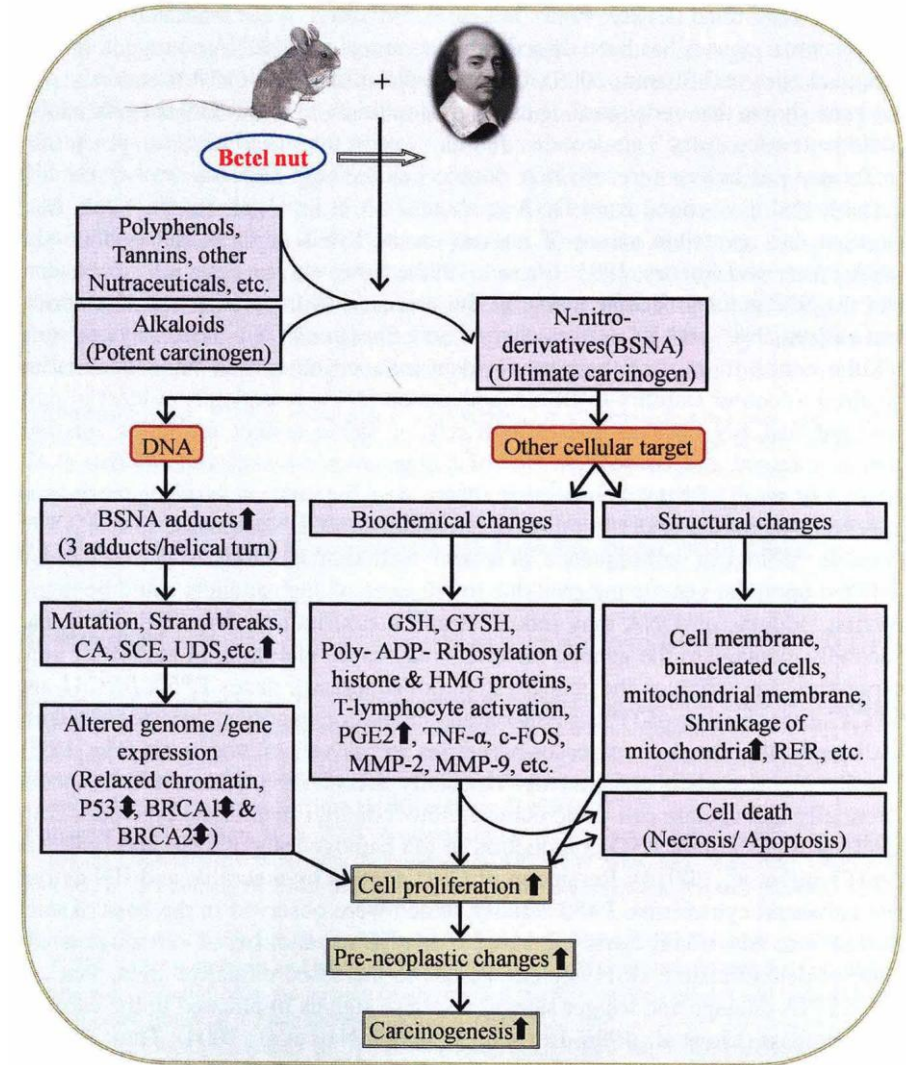 +
Betel nut
Polyphenols,
Tannins, other
Nutraceuticals, etc.
Alkaloids
(Potent carcinogen)
N-nitro
derivatives(BSNA)
(Ultimate carcinogen)
DNA
Other cellular target
BSNA adducts⬆
(3 adducts/helical turn)
Biochemical changes
Structural changes
Mutation, Strand breaks,
CA, SCE, UDS,etc.⬆
GSH, GYSH,
Poly- ADP- Ribosylation of
histone & HMG proteins,
T-lymphocyte activation,
PGE2⬆, TNF-α, c-FOS,
MMP-2, MMP-9, etc.
Cell membrane,
binucleted cells,
mitochondrial membrane,
Shrinkage of
mitochondria⬆, RER, etc.
Altered genome /gene
expression
(Relaxed chromatin,
P53⬍, BRCA1⬍ &
BRCA2⬍)
Cell death
(Necrosis/ Apoptosis)
Cell proliferation ⬆
Pre-neoplastic changes ⬆
Carcinogenesis⬆